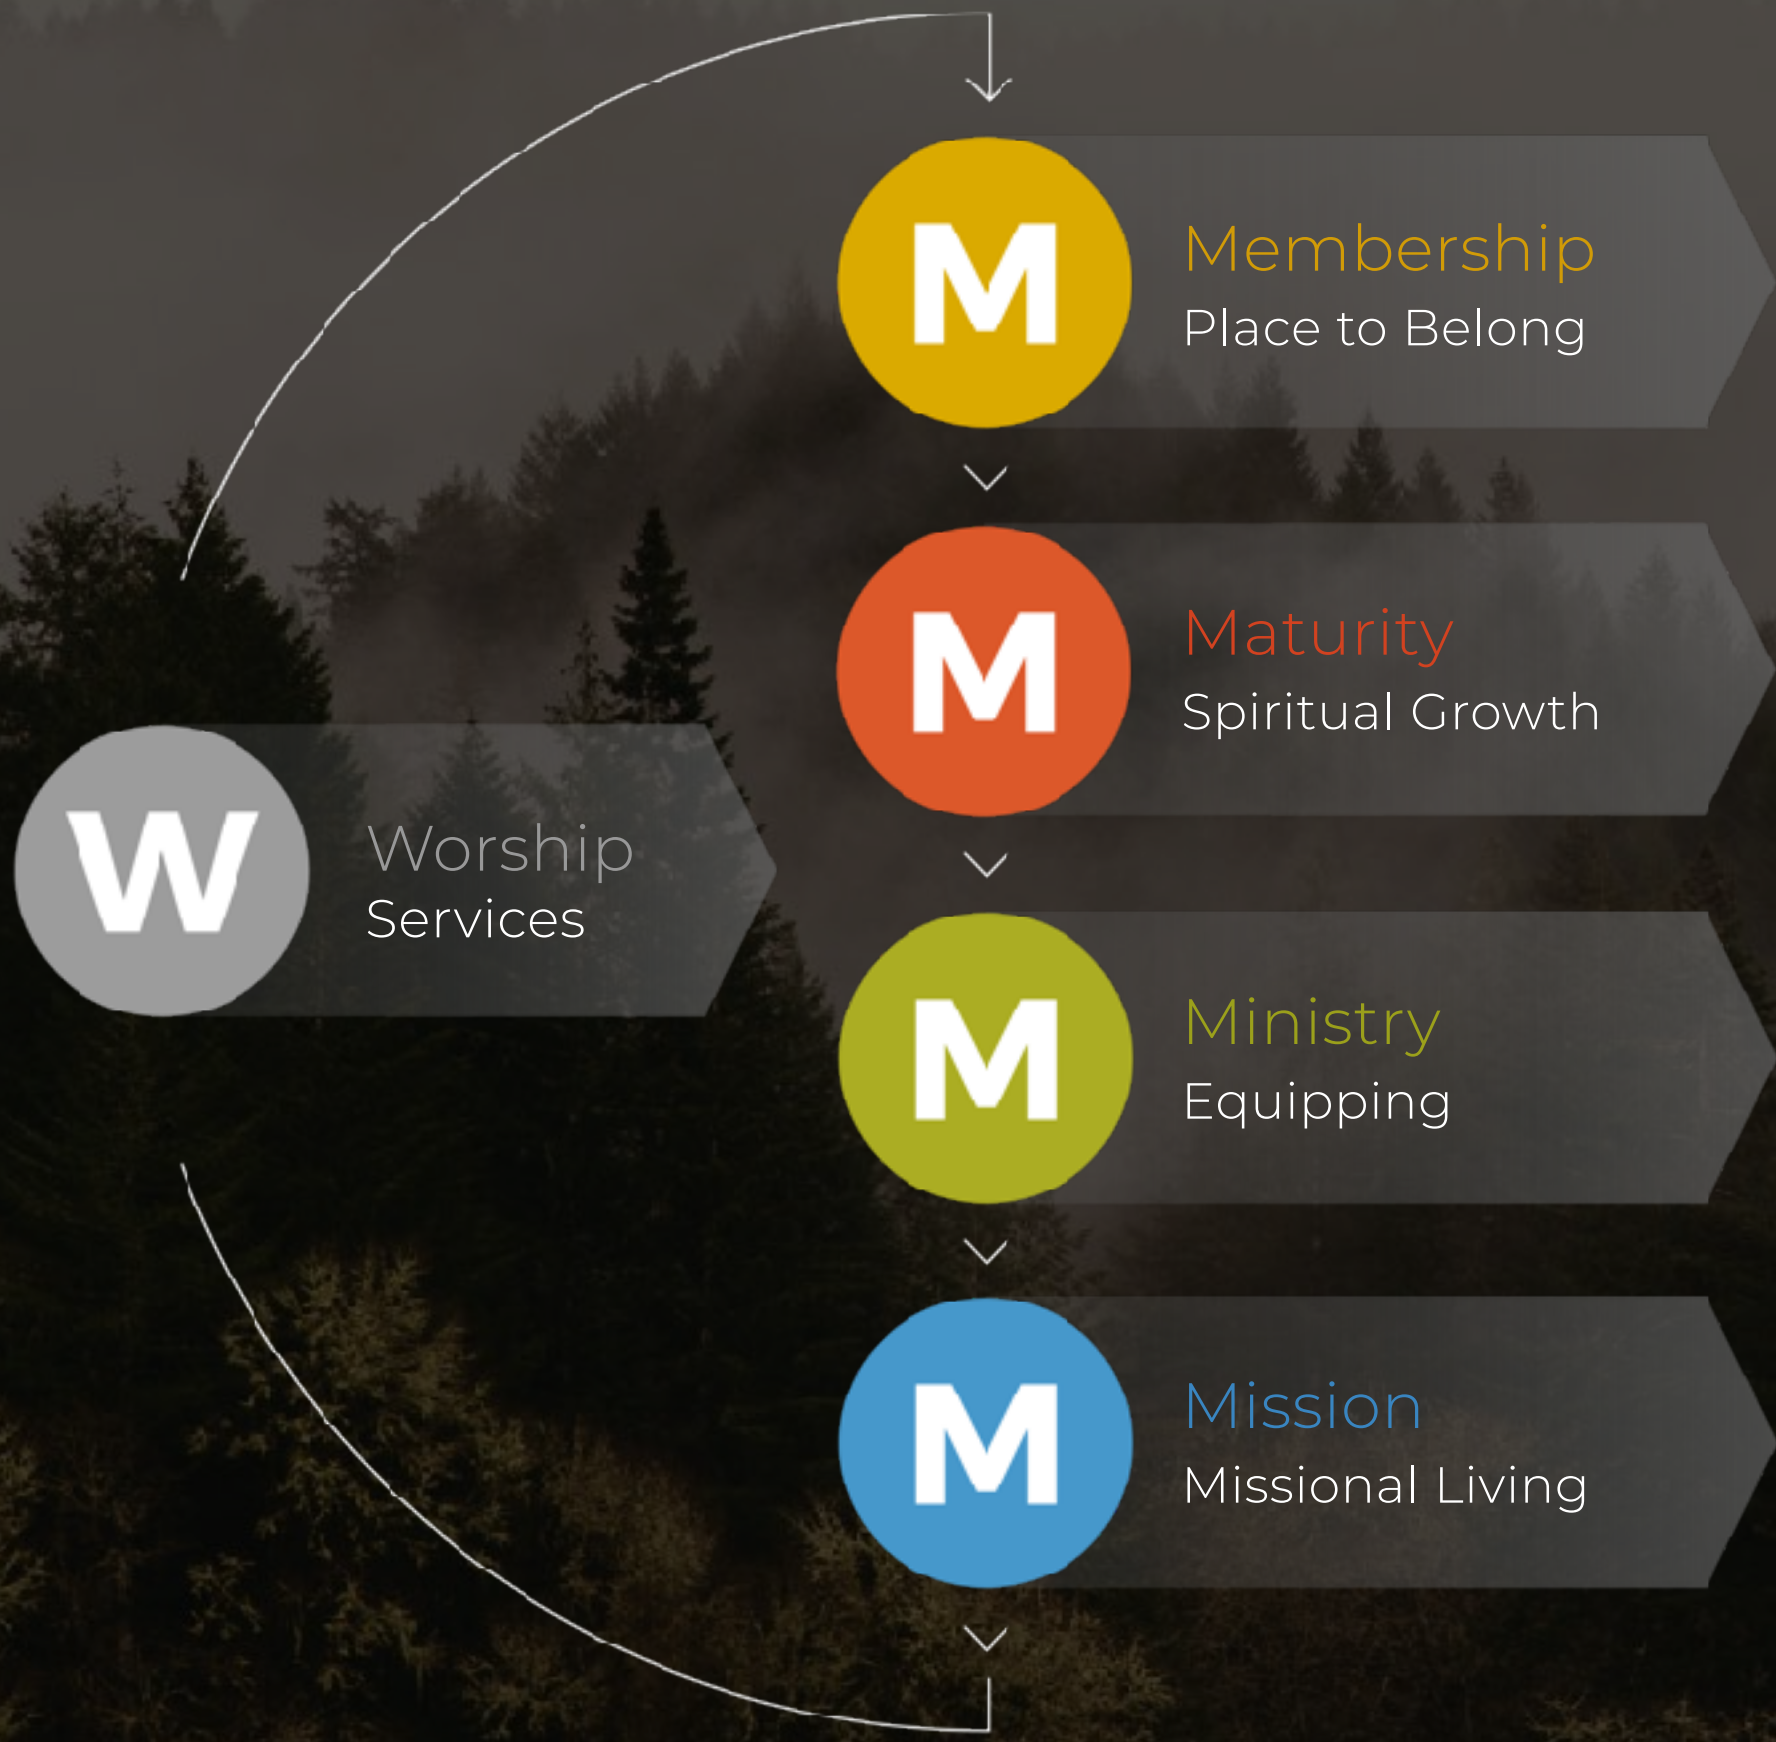 M
Membership
Place to Belong
M
Maturity
Spiritual Growth
W
Worship
Services
M
Ministry
Equipping
M
Mission
Missional Living